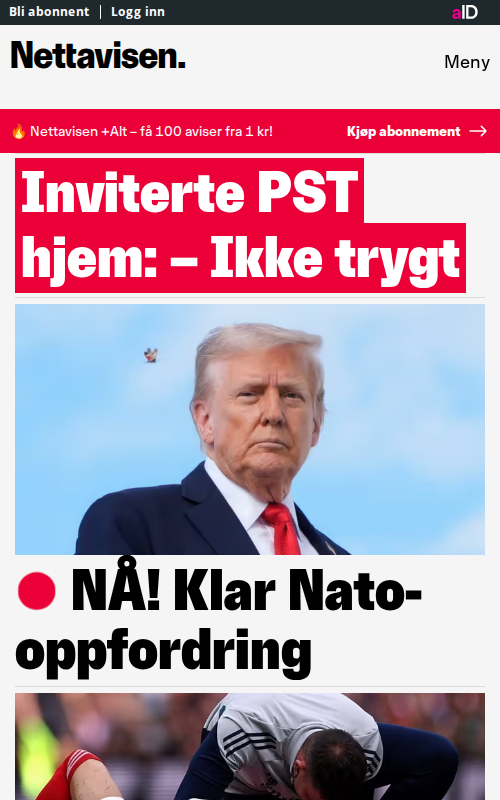 Bli abonnent | Logg inn
aID
Nettavisen.
Meny
🔥 Nettavisen +Alt – få 100 aviser fra 1 kr!
Kjøp abonnement →
Inviterte PST
hjem: – Ikke trygt
NÅ! Klar Nato-
oppfordring